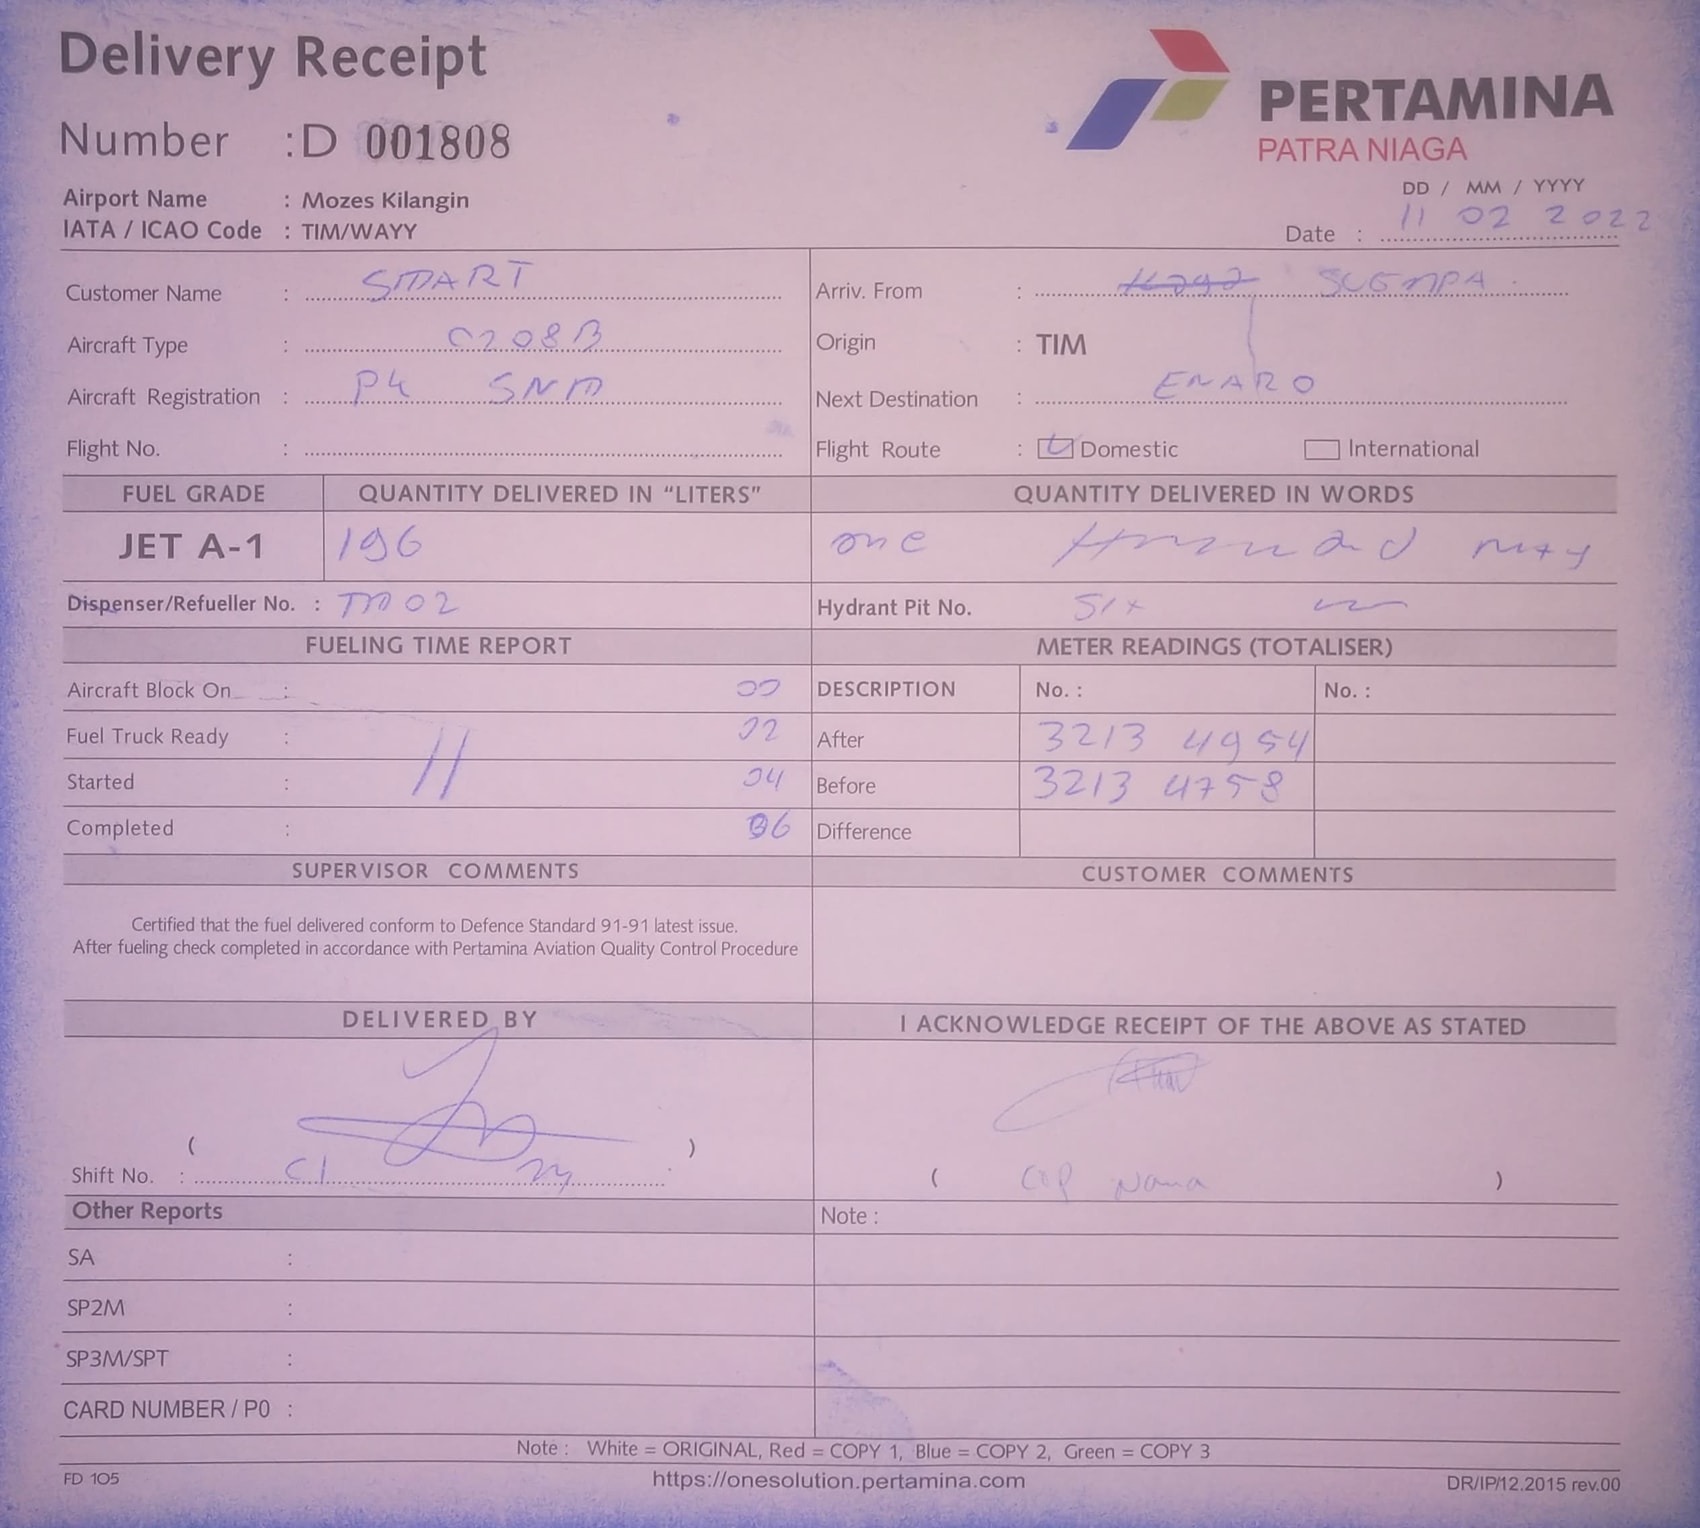 Delivery Receipt
PERTAMINA
PATRA NIAGA
Number : D 001808
Airport Name : Mozes Kilangin
DD / MM / YYYY
IATA / ICAO Code : TIM/WAYY
Date : 11 02 2022
Customer Name : SMART
Arriv. From :
Aircraft Type : C208B
Origin : TIM
Aircraft Registration : PK SNM
Next Destination : ENARO
Flight No. :
Flight Route : Domestic International
FUEL GRADE QUANTITY DELIVERED IN “LITERS” QUANTITY DELIVERED IN WORDS
JET A-1 196 one Hundred
Dispenser/Refueller No. : TM02 Hydrant Pit No. SIX
FUELING TIME REPORT METER READINGS (TOTALISER)
Aircraft Block On : 00 DESCRIPTION No. : No. :
Fuel Truck Ready : 02 After 3213 4954
Started : 11 04 Before 3213 4758
Completed : 06 Difference
SUPERVISOR COMMENTS CUSTOMER COMMENTS
Certified that the fuel delivered conform to Defence Standard 91-91 latest issue.
After fueling check completed in accordance with Pertamina Aviation Quality Control Procedure
DELIVERED BY I ACKNOWLEDGE RECEIPT OF THE ABOVE AS STATED
( )
Shift No. : C1
( Nana )
Other Reports Note :
SA :
SP2M :
SP3M/SPT :
CARD NUMBER / P0 :
Note : White = ORIGINAL, Red = COPY 1, Blue = COPY 2, Green = COPY 3
FD 105 https://onesolution.pertamina.com DR/IP/12.2015 rev.00